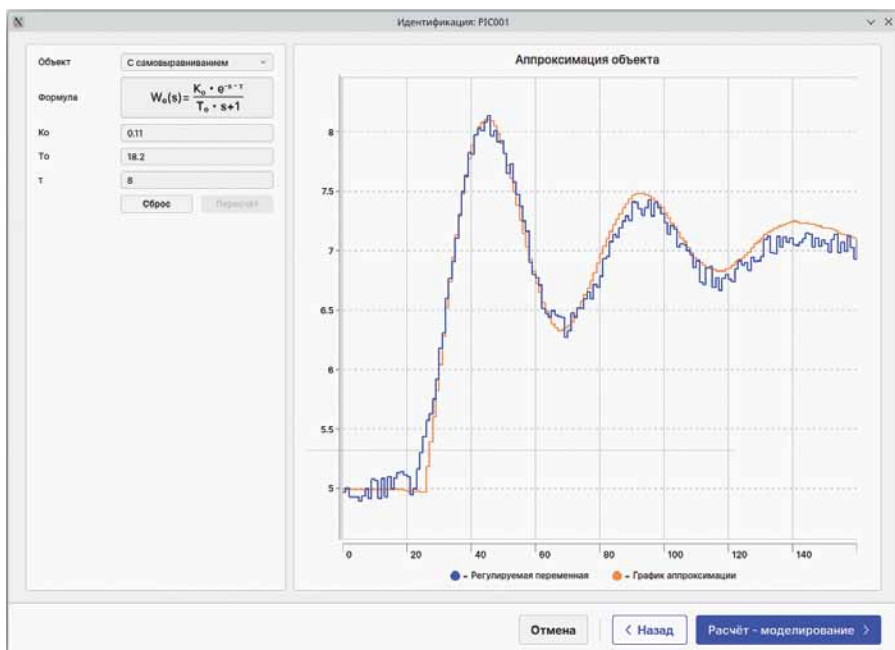 Идентификация: PIC001
Объект
С самовыравниванием
Формула
Wₒ(s)= Kₒ · e⁻ˢ · ᵗ / Tₒ · s+1
Ko
0.11
To
18.2
τ
8
Сброс
Пересчёт
Аппроксимация объекта
8
7.5
7
6.5
6
5.5
5
0 20 40 60 80 100 120 140
- Регулируемая переменная - График аппроксимации
Отмена
< Назад
Расчёт - моделирование >